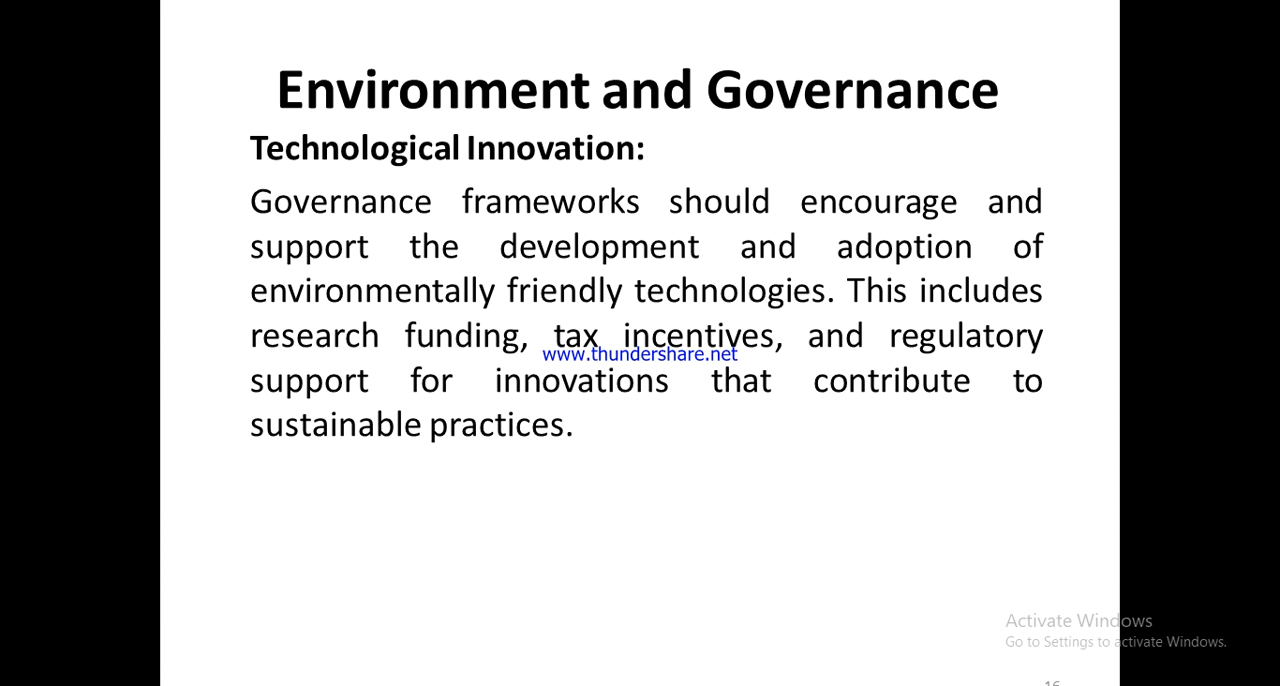 Environment and Governance
Technological Innovation:
Governance frameworks should encourage and
support the development and adoption of
environmentally friendly technologies. This includes
research funding, tax incentives, and regulatory
www.thundershare.net
support for innovations that contribute to
sustainable practices.
Activate Windows
Go to Settings to activate Windows.
16